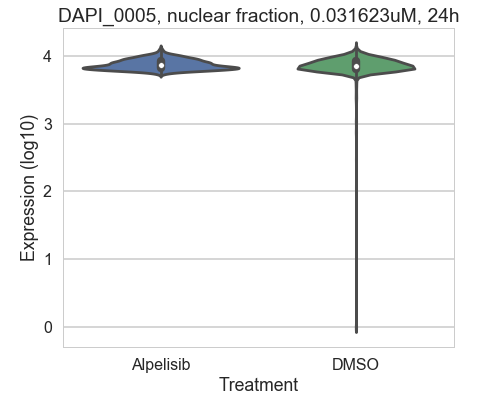 DAPI_0005, nuclear fraction, 0.031623uM, 24h
Expression (log10)
4
3
2
1
0
Alpelisib
DMSO
Treatment